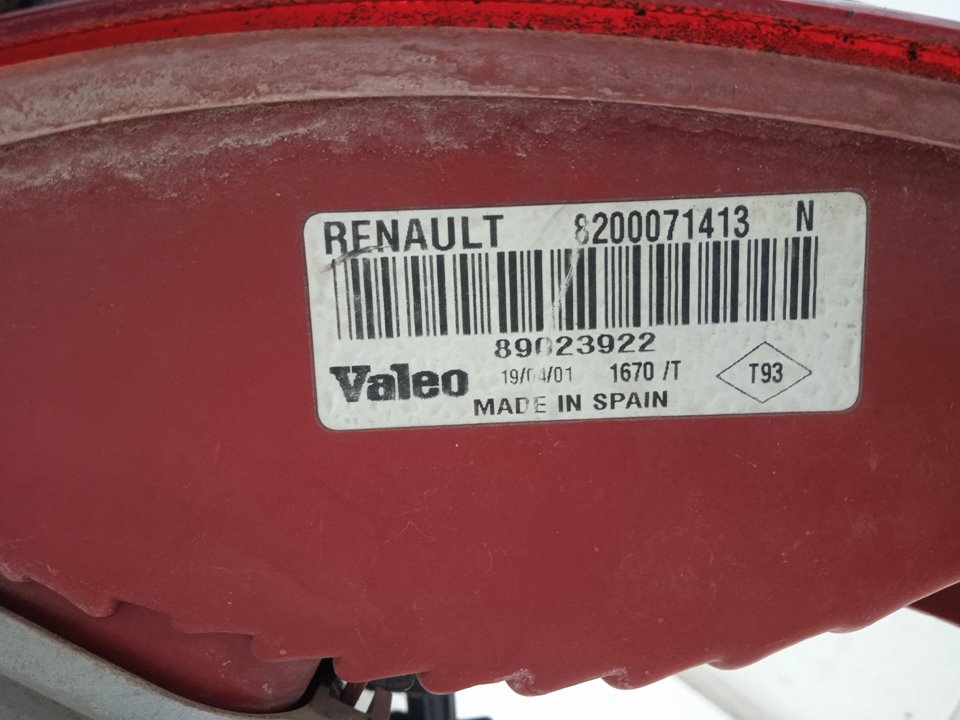 RENAULT 8200071413 N
89023922
Valeo 19/04/01 1670 /T T93
MADE IN SPAIN